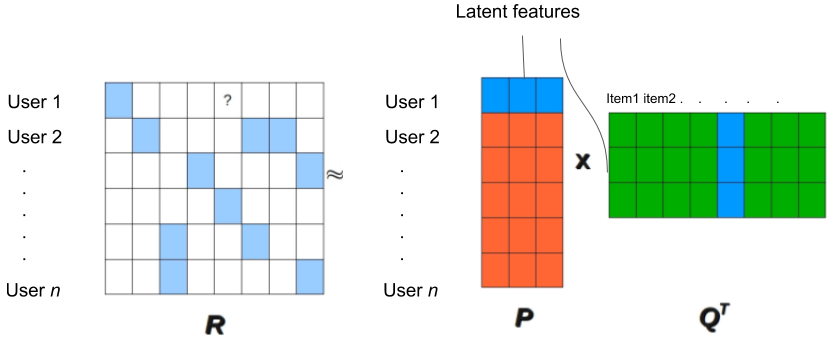 Latent features
User 1
?
User 2
.
.
.
.
User n
R
≈
User 1
User 2
.
.
.
.
User n
P
x
Item1 item2 . . . . .
Q^T